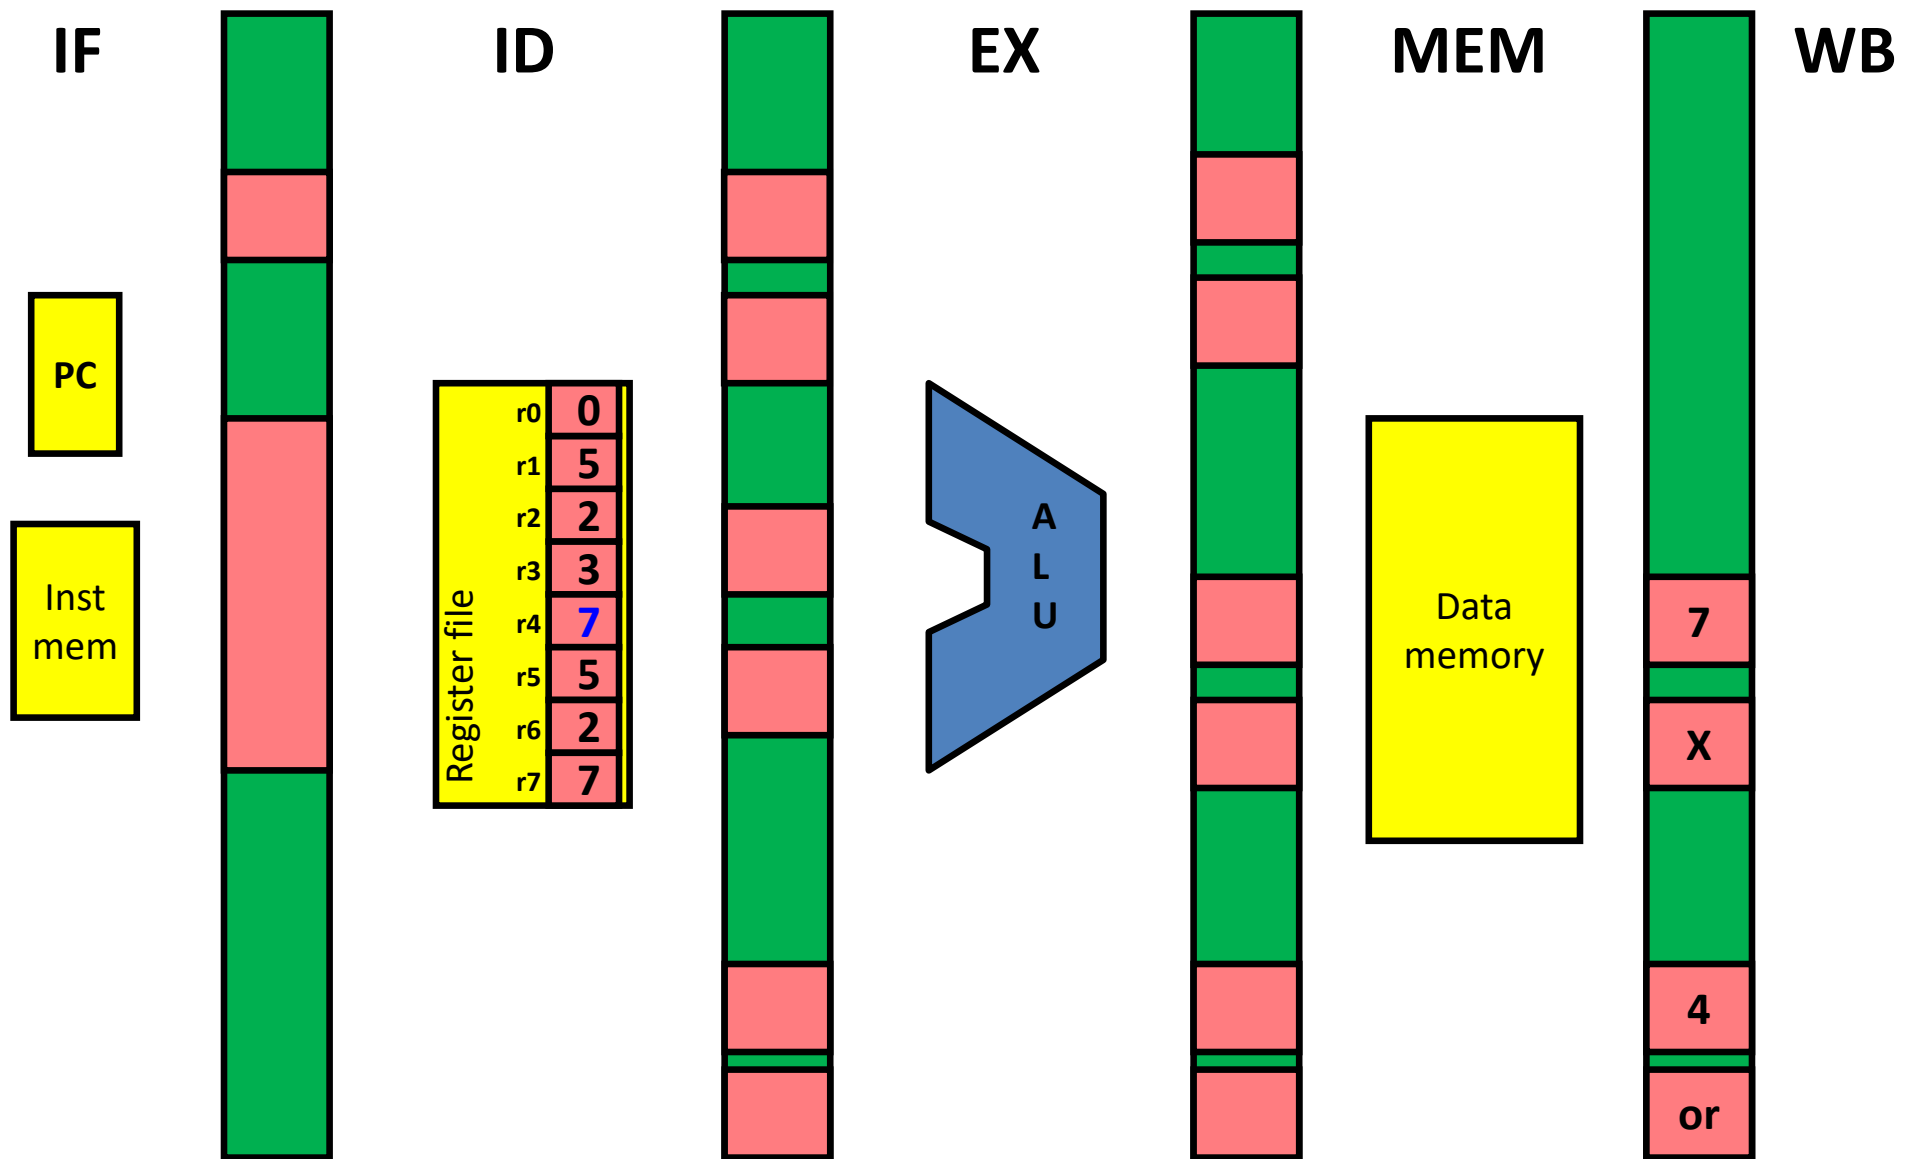 IF
ID
EX
MEM
WB
PC
Inst
mem
Register file
r0 0
r1 5
r2 2
r3 3
r4 7
r5 5
r6 2
r7 7
A
L
U
Data
memory
7
X
4
or